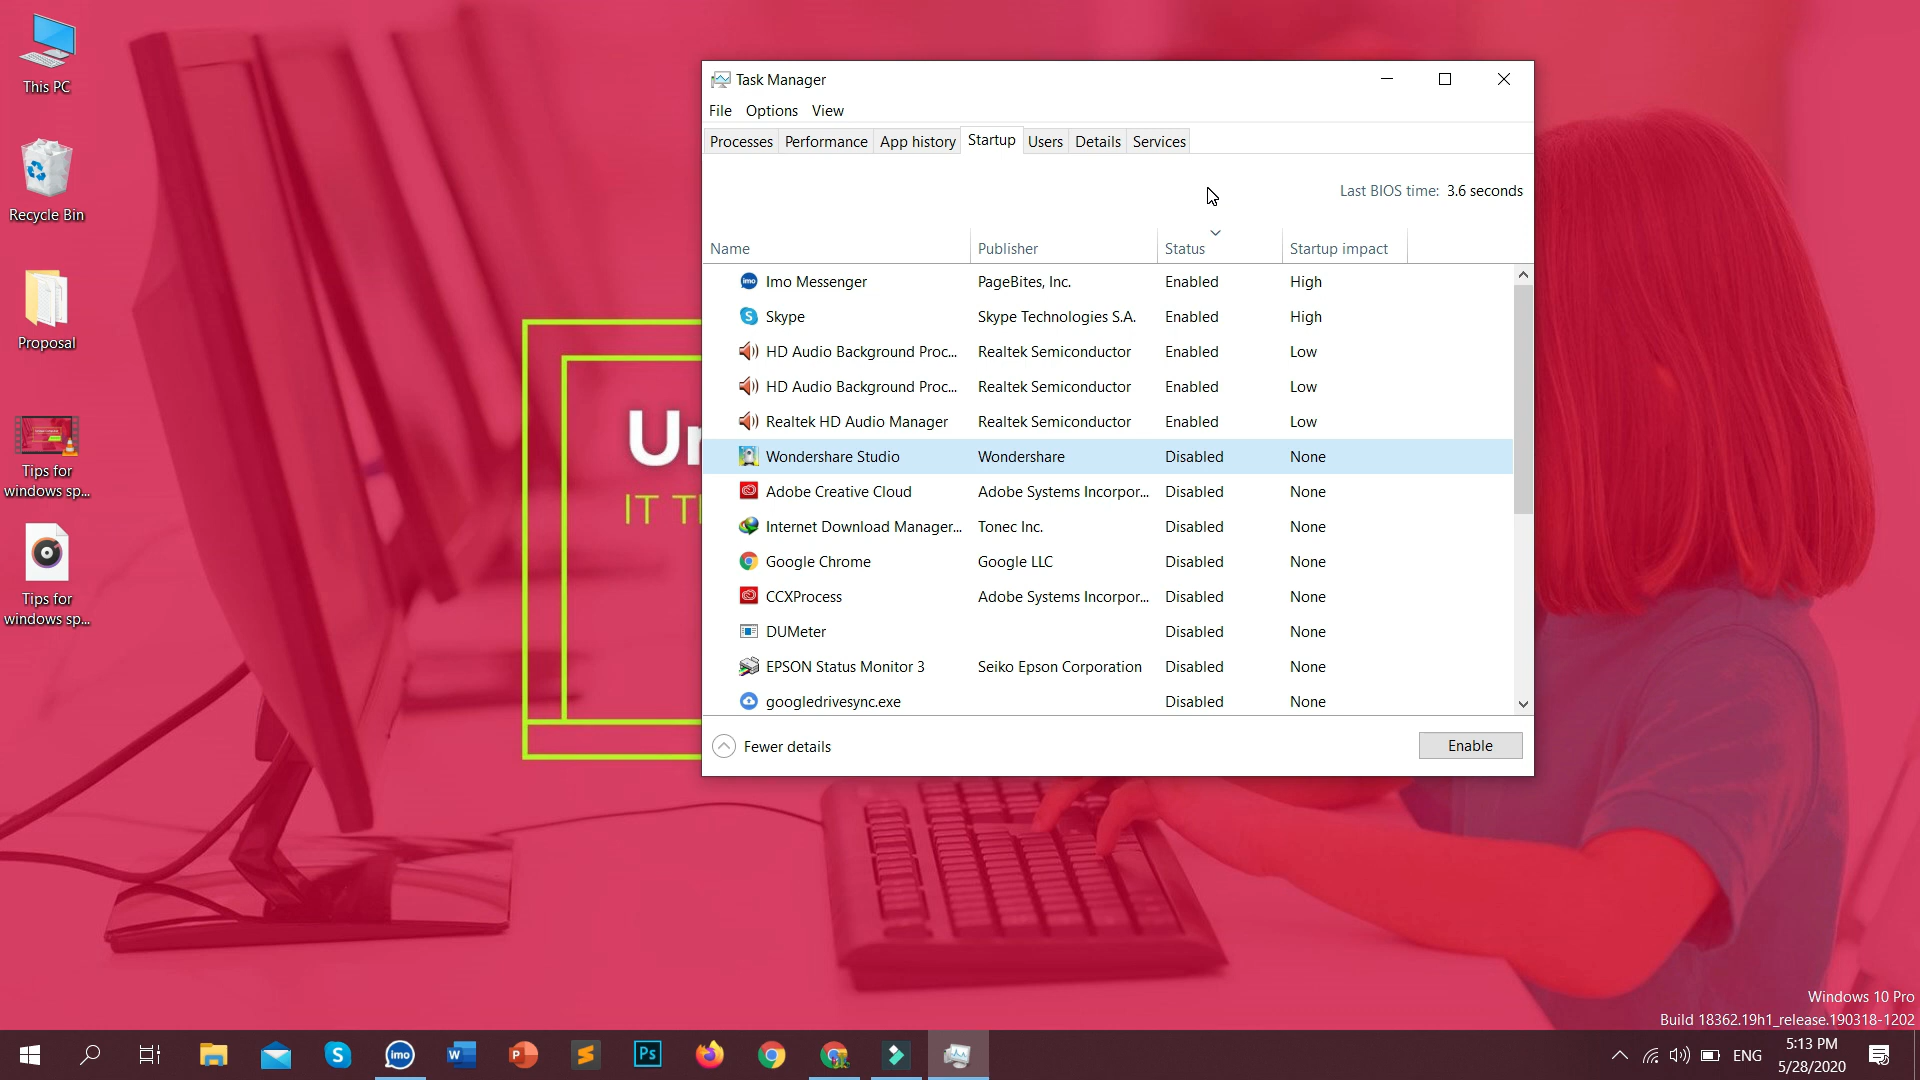 This PC
Recycle Bin
Proposal
Tips for
windows sp...
Tips for
windows sp...
IT
Task Manager
File Options View
Processes Performance App history Startup Users Details Services
Last BIOS time: 3.6 seconds
Name Publisher Status Startup impact
Imo Messenger PageBites, Inc. Enabled High
Skype Skype Technologies S.A. Enabled High
HD Audio Background Proc... Realtek Semiconductor Enabled Low
HD Audio Background Proc... Realtek Semiconductor Enabled Low
Realtek HD Audio Manager Realtek Semiconductor Enabled Low
Wondershare Studio Wondershare Disabled None
Adobe Creative Cloud Adobe Systems Incorpor... Disabled None
Internet Download Manager... Tonec Inc. Disabled None
Google Chrome Google LLC Disabled None
CCXProcess Adobe Systems Incorpor... Disabled None
DUMeter Disabled None
EPSON Status Monitor 3 Seiko Epson Corporation Disabled None
googledrivesync.exe Disabled None
Fewer details
Enable
Windows 10 Pro
Build 18362.19h1_release.190318-1202
imo
Ps
ENG
5:13 PM
5/28/2020